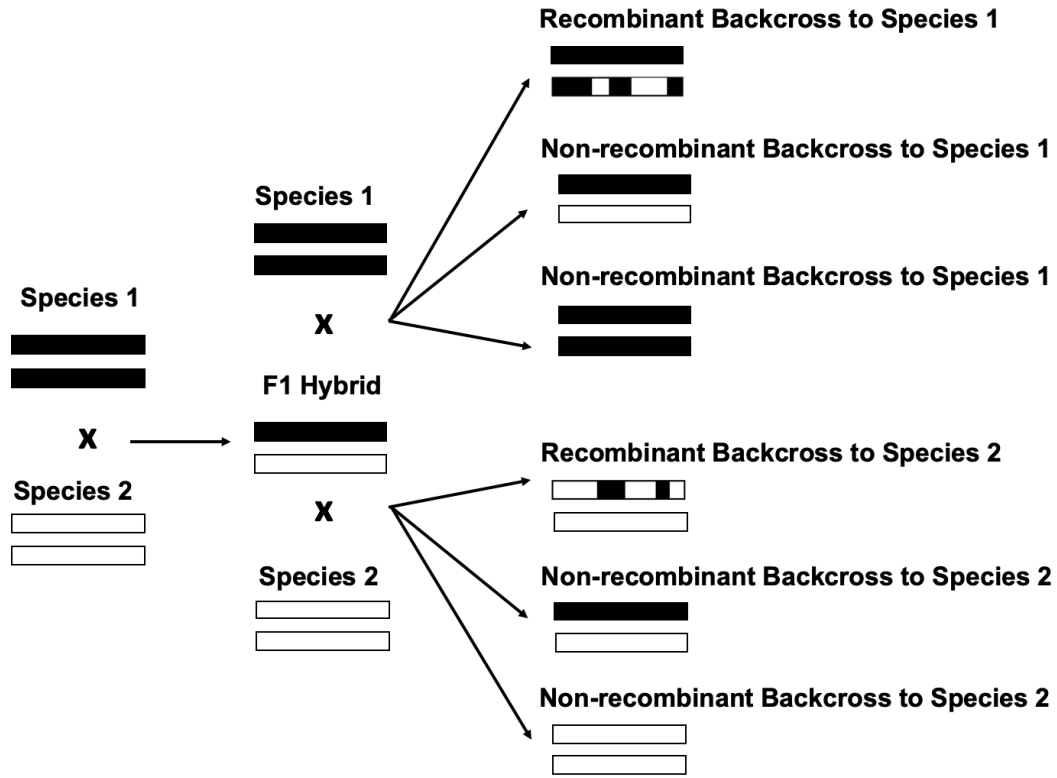 Species 1
X
Species 2
Species 1
X
F1 Hybrid
X
Species 2
Recombinant Backcross to Species 1
Non-recombinant Backcross to Species 1
Non-recombinant Backcross to Species 1
Recombinant Backcross to Species 2
Non-recombinant Backcross to Species 2
Non-recombinant Backcross to Species 2